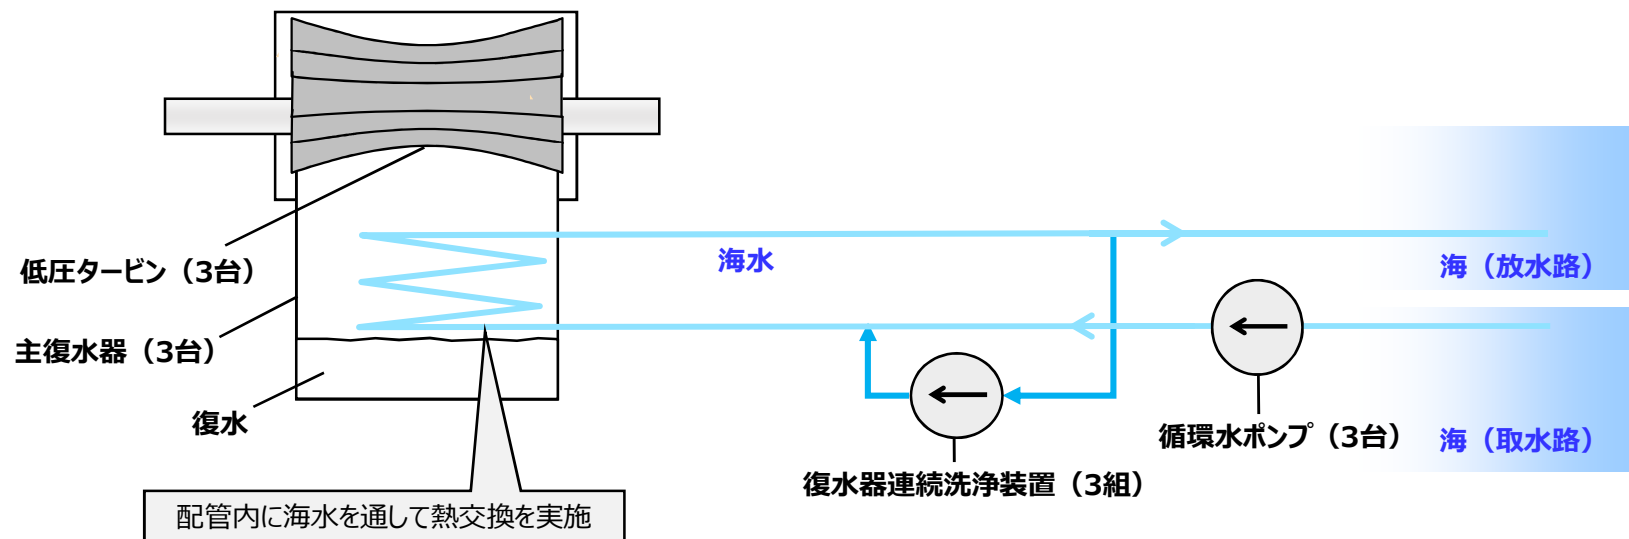 海水
海（放水路）
低圧タービン（3台）
主復水器（3台）
復水
循環水ポンプ（3台）
海（取水路）
復水器連続洗浄装置（3組）
配管内に海水を通して熱交換を実施